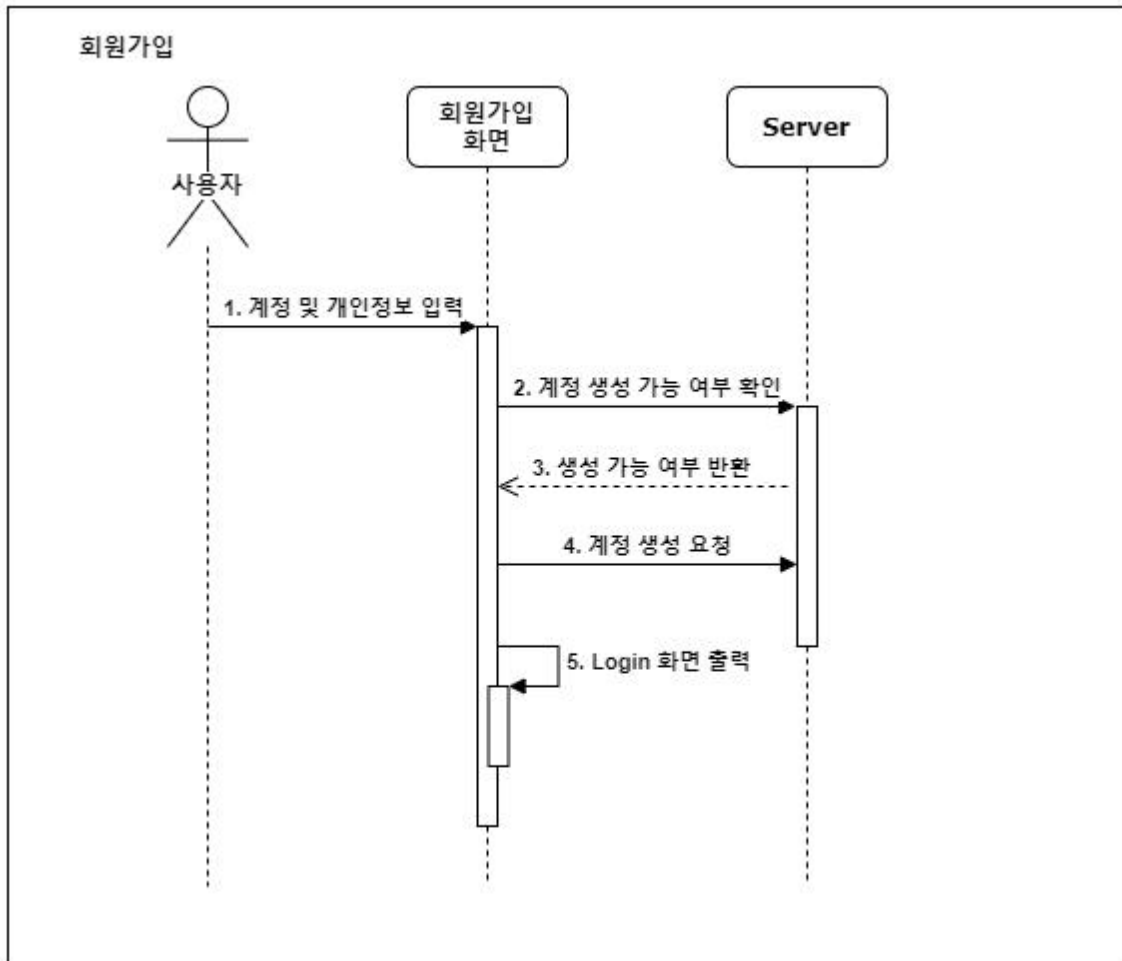 회원가입
사용자
회원가입
화면
Server
1. 계정 및 개인정보 입력
2. 계정 생성 가능 여부 확인
3. 생성 가능 여부 반환
4. 계정 생성 요청
5. Login 화면 출력